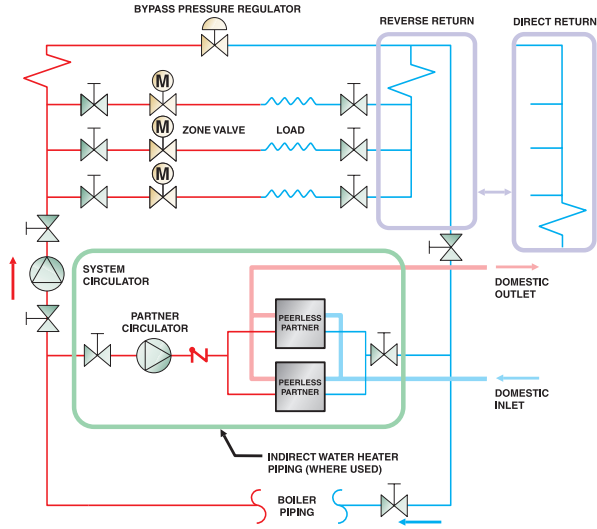 BYPASS PRESSURE REGULATOR
REVERSE RETURN
DIRECT RETURN
M
M
ZONE VALVE
LOAD
M
SYSTEM
CIRCULATOR
PARTNER
CIRCULATOR
PEERLESS
PARTNER
PEERLESS
PARTNER
DOMESTIC
OUTLET
DOMESTIC
INLET
INDIRECT WATER HEATER
PIPING (WHERE USED)
BOILER
PIPING